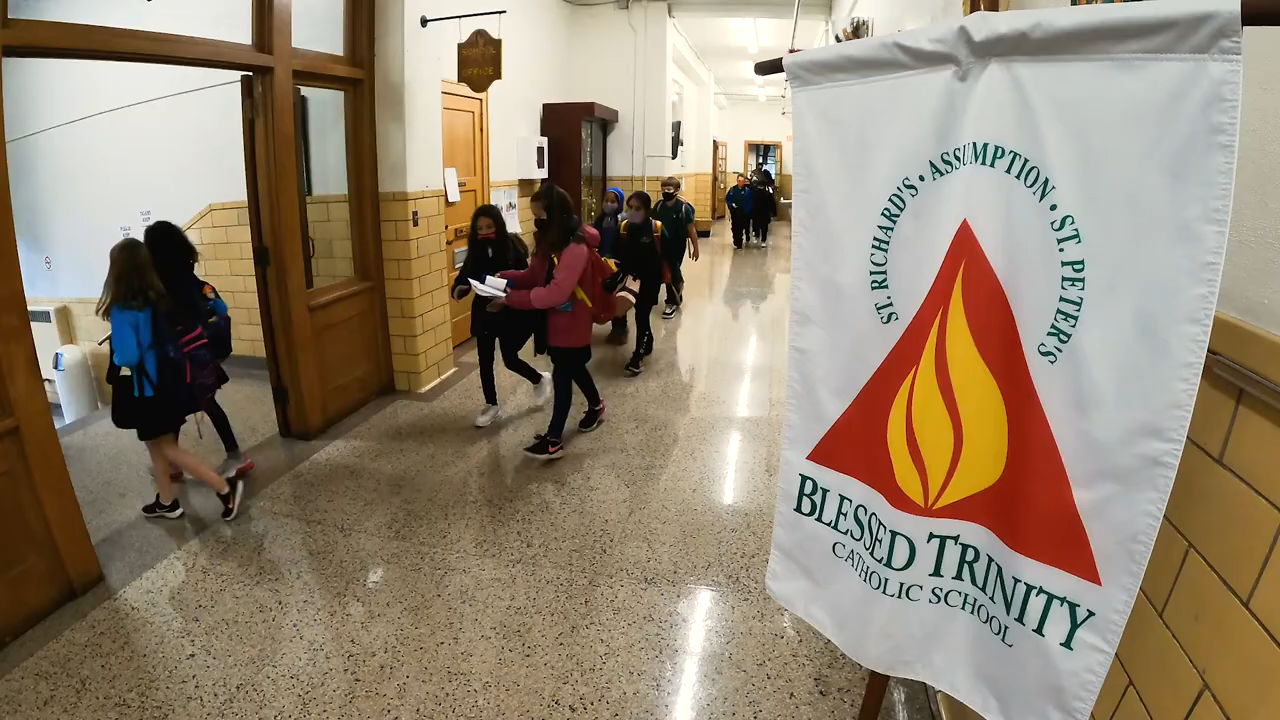 SCHOOL
OFFICE
ST. RICHARD'S • ASSUMPTION • ST. PETER'S
BLESSED TRINITY
CATHOLIC SCHOOL